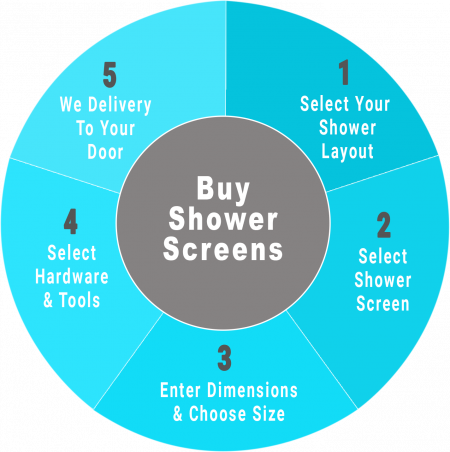 Buy
Shower
Screens
1
Select Your
Shower
Layout
2
Select
Shower
Screen
3
Enter Dimensions
& Choose Size
4
Select
Hardware
& Tools
5
We Delivery
To Your
Door